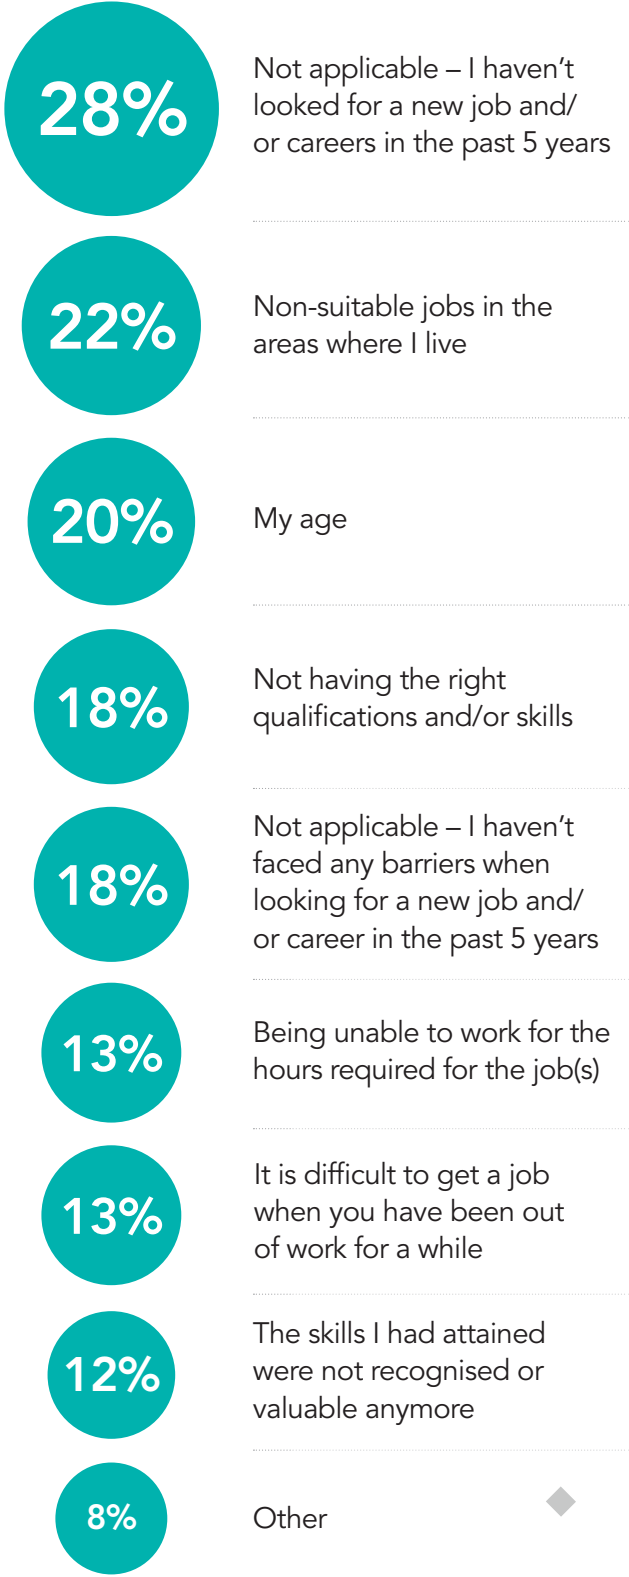 28%
Not applicable – I haven’t
looked for a new job and/
or careers in the past 5 years
22%
Non-suitable jobs in the
areas where I live
20%
My age
18%
Not having the right
qualifications and/or skills
18%
Not applicable – I haven’t
faced any barriers when
looking for a new job and/
or career in the past 5 years
13%
Being unable to work for the
hours required for the job(s)
13%
It is difficult to get a job
when you have been out
of work for a while
12%
The skills I had attained
were not recognised or
valuable anymore
8%
Other